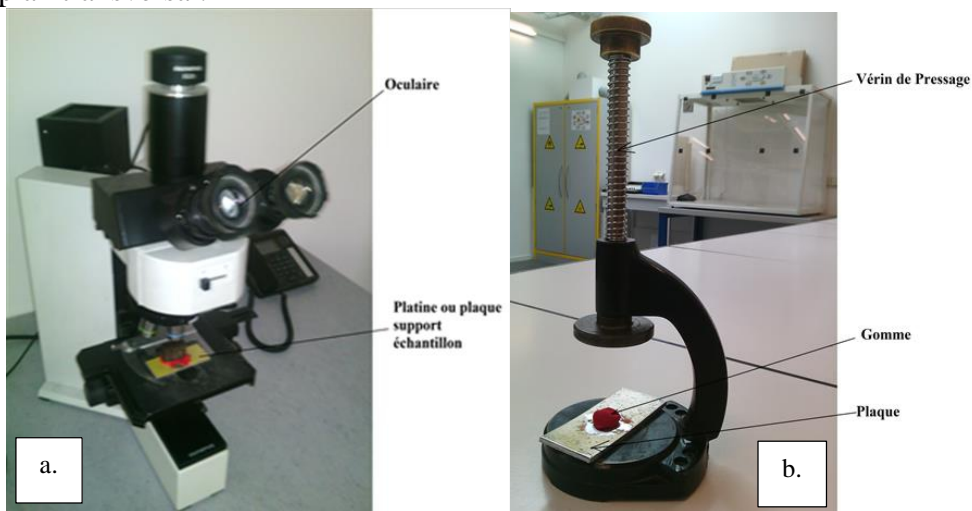 Oculaire
Platine ou plaque
support
échantillon
a.
Vérin de Pressage
Gomme
Plaque
b.